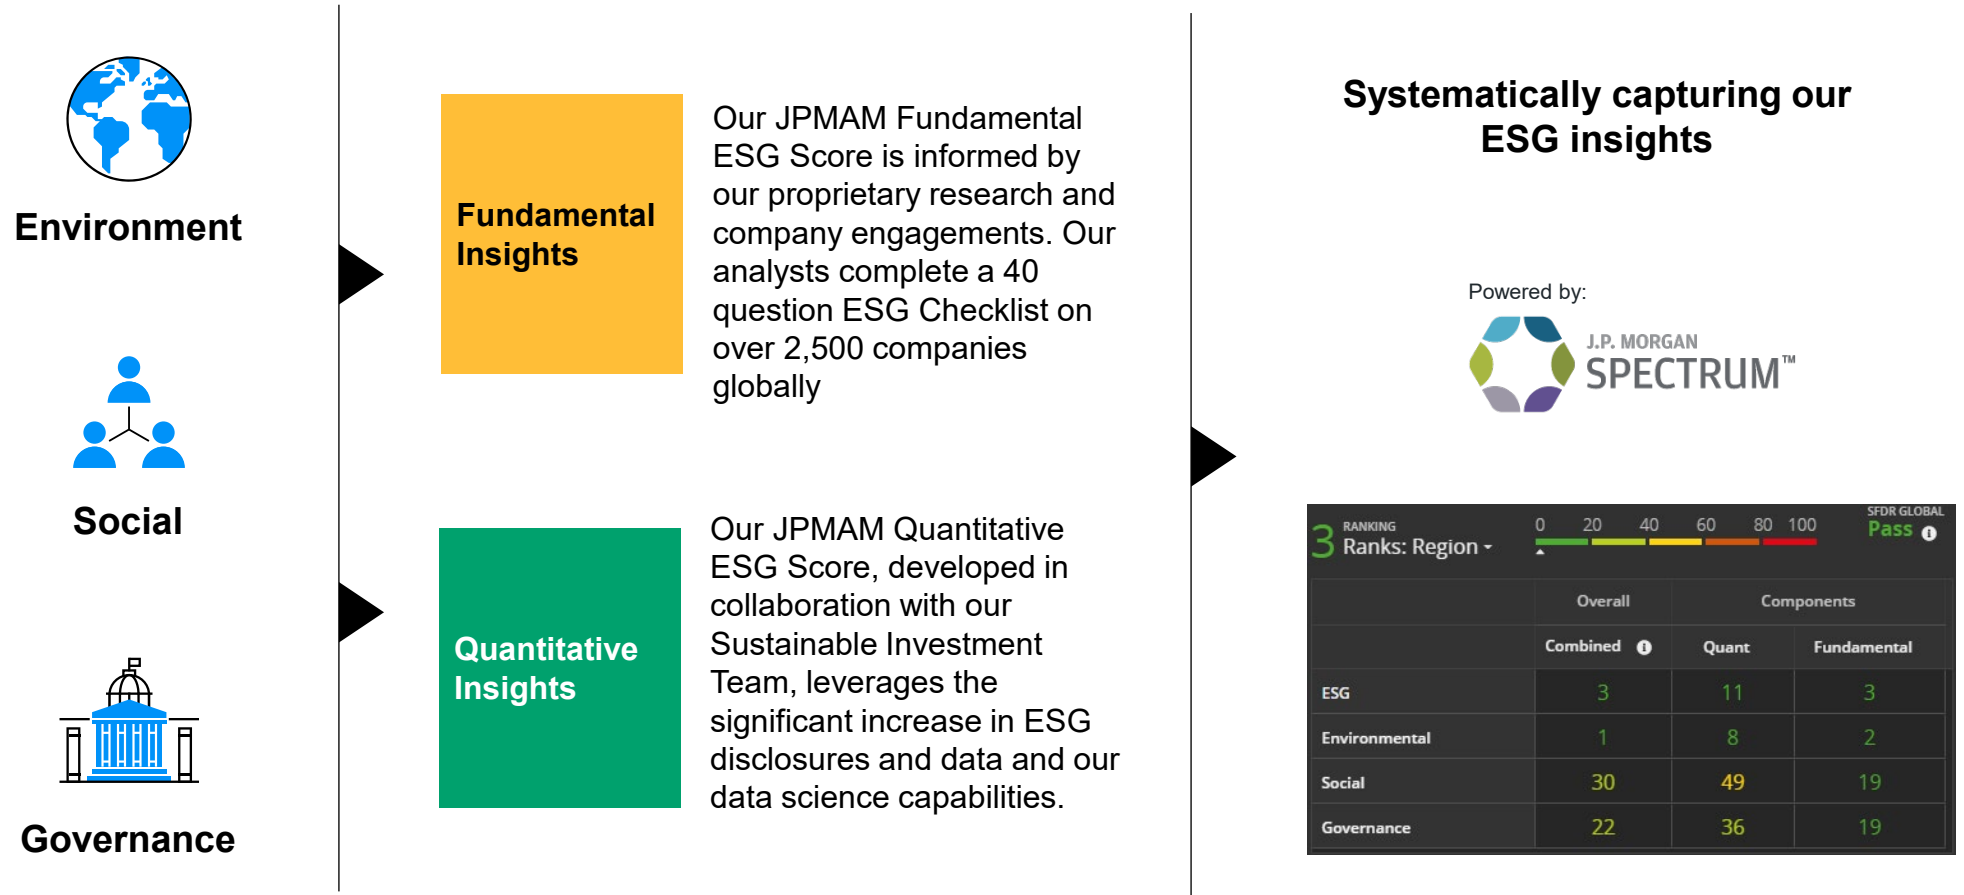 Environment
Social
Governance
Fundamental
Insights
Our JPMAM Fundamental
ESG Score is informed by
our proprietary research and
company engagements. Our
analysts complete a 40
question ESG Checklist on
over 2,500 companies
globally
Quantitative
Insights
Our JPMAM Quantitative
ESG Score, developed in
collaboration with our
Sustainable Investment
Team, leverages the
significant increase in ESG
disclosures and data and our
data science capabilities.
Systematically capturing our
ESG insights
Powered by:
J.P. MORGAN
SPECTRUM™
3 RANKING
Ranks: Region
0 20 40 60 80 100
SFDR GLOBAL
Pass
Overall Components
Combined Quant Fundamental
ESG 3 11 3
Environmental 1 8 2
Social 30 49 19
Governance 22 36 19